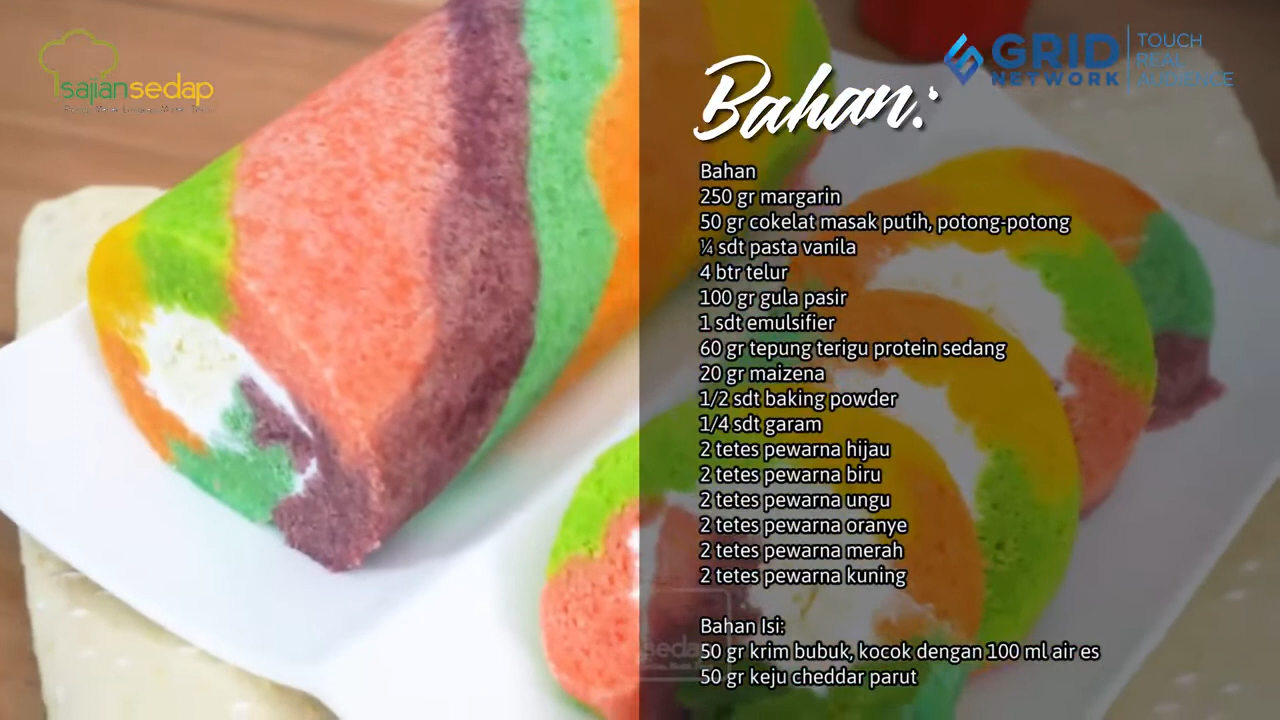 sajiansedap
GRID
NETWORK
TOUCH
REAL
AUDIENCE
Bahan:
Bahan
250 gr margarin
50 gr cokelat masak putih, potong-potong
¼ sdt pasta vanila
4 btr telur
100 gr gula pasir
1 sdt emulsifier
60 gr tepung terigu protein sedang
20 gr maizena
1/2 sdt baking powder
1/4 sdt garam
2 tetes pewarna hijau
2 tetes pewarna biru
2 tetes pewarna ungu
2 tetes pewarna oranye
2 tetes pewarna merah
2 tetes pewarna kuning
Bahan Isi:
50 gr krim bubuk, kocok dengan 100 ml air es
50 gr keju cheddar parut